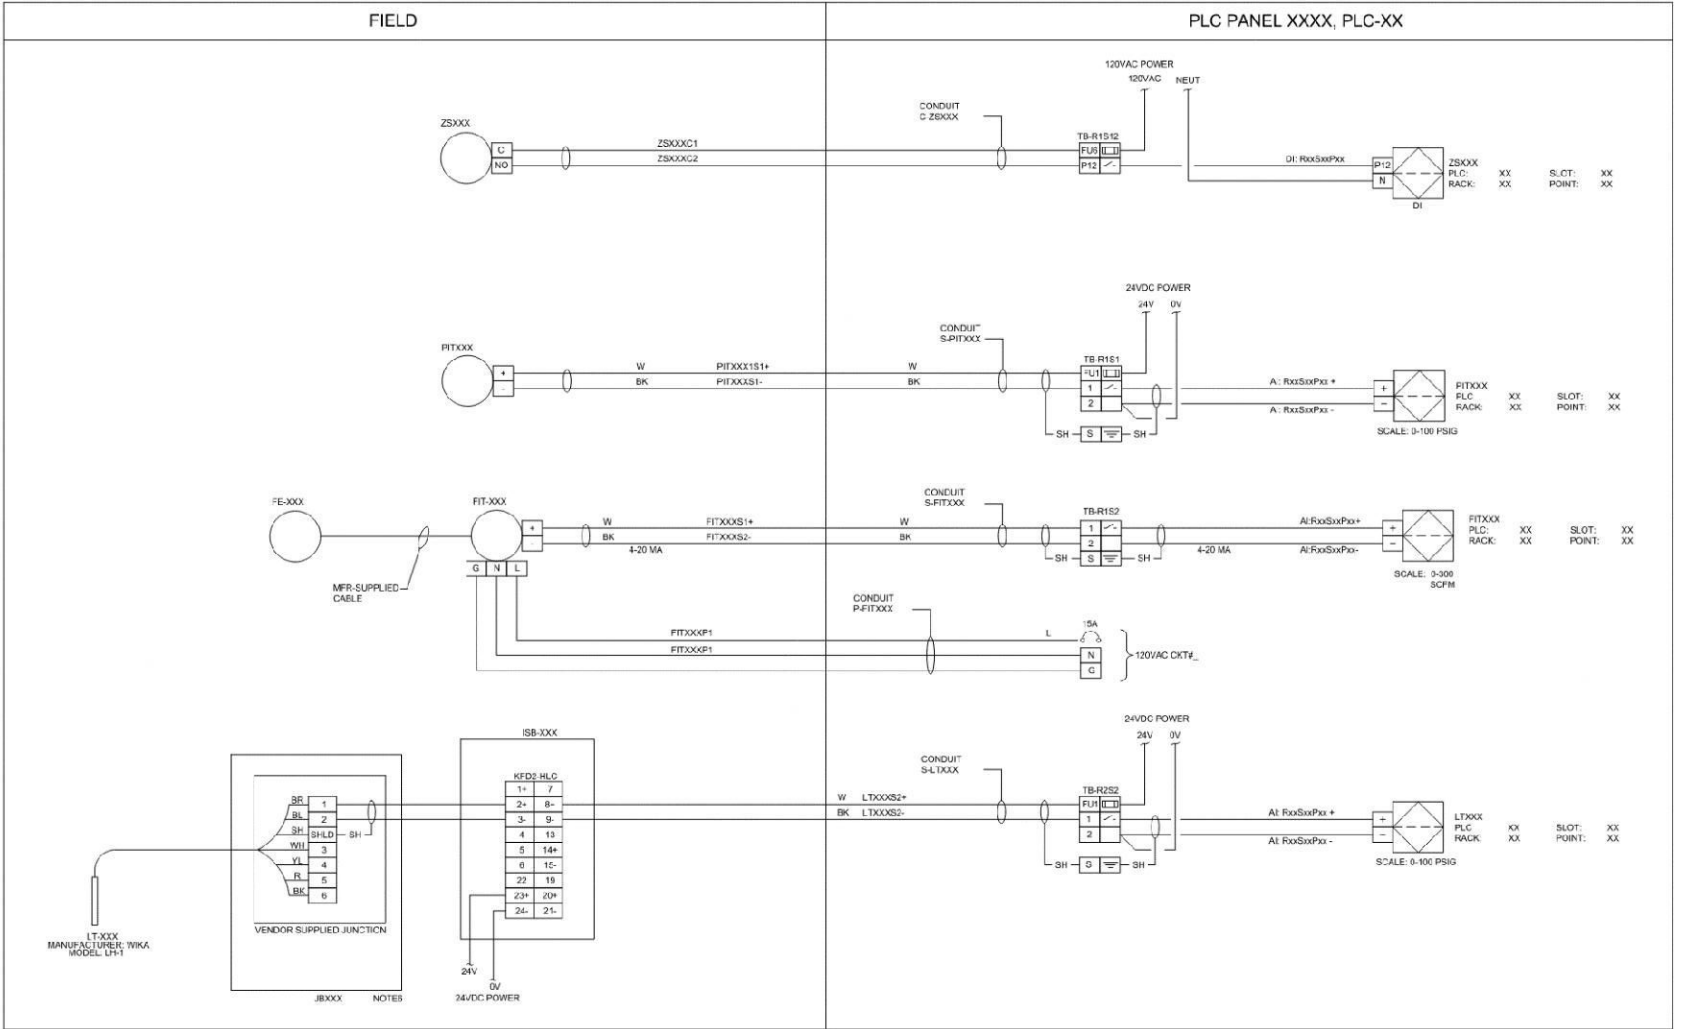 FIELD
PLC PANEL XXXX, PLC-XX
120VAC POWER
120VAC NEUT
CONDUIT
C-ZSXXX
ZSXXX
C
NO
ZSXXXC1
ZSXXXC2
TB-R1S12
FU6
P12
DI: RxxSxxPxx
P12
N
DI
ZSXXX
PLC: XX SLOT: XX
RACK: XX POINT: XX
24VDC POWER
24V 0V
CONDUIT
S-PITXXX
PITXXX
+
-
W PITXXX1S1+ W
BK PITXXXS1- BK
TB-R1S1
FU1
1
2
SH S SH
AI: RxxSxxPxx +
AI: RxxSxxPxx -
+
-
PITXXX
PLC XX SLOT: XX
RACK: XX POINT: XX
SCALE: 0-100 PSIG
FE-XXX
FIT-XXX
+
-
G N L
MFR-SUPPLIED
CABLE
W FITXXXS1+ W
BK FITXXXS2- BK
4-20 MA
CONDUIT
S-FITXXX
TB-R1S2
1
2
SH S SH
4-20 MA
AI:RxxSxxPxx+
AI:RxxSxxPxx-
+
-
FITXXX
PLC: XX SLOT: XX
RACK: XX POINT: XX
SCALE: 0-300
SCFM
CONDUIT
P-FITXXX
FITXXXP1
FITXXXP1
L
15A
N
G
120VAC CKT#_
24VDC POWER
24V 0V
CONDUIT
S-LTXXX
ISB-XXX
KFD2-HLC
1+ 7
2+ 8+
3- 9-
4 13
5 14+
6 15-
22 19
23+ 20+
24- 21-
24V
0V
24VDC POWER
BR 1
BL 2
SH SHLD SH
WH 3
YL 4
R 5
BK 6
VENDOR SUPPLIED JUNCTION
JBXXX NOTE6
LT-XXX
MANUFACTURER: WIKA
MODEL: LH-1
W LTXXXS2+
BK LTXXXS2-
TB-R2S2
FU1
1
2
SH S SH
AI: RxxSxxPxx +
AI: RxxSxxPxx -
+
-
LTXXX
PLC XX SLOT: XX
RACK: XX POINT: XX
SCALE: 0-100 PSIG